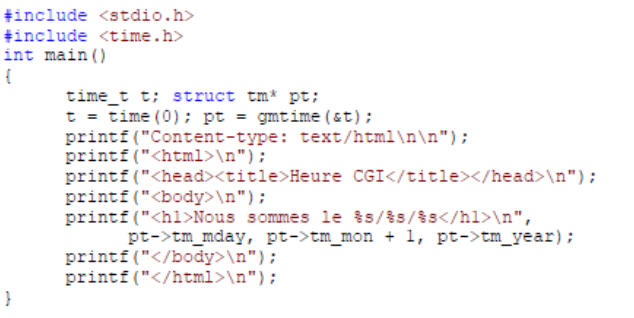 #include <stdio.h>
#include <time.h>
int main()
{
time_t t; struct tm* pt;
t = time(0); pt = gmtime(&t);
printf("Content-type: text/html\n\n");
printf("<html>\n");
printf("<head><title>Heure CGI</title></head>\n");
printf("<body>\n");
printf("<h1>Nous sommes le %s/%s/%s</h1>\n",
pt->tm_mday, pt->tm_mon + 1, pt->tm_year);
printf("</body>\n");
printf("</html>\n");
}